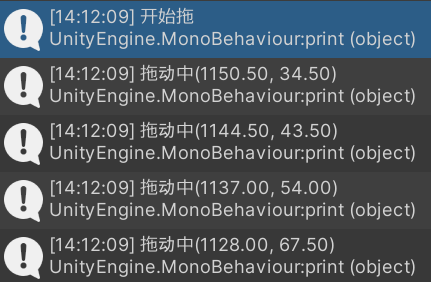 [14:12:09] 开始拖
UnityEngine.MonoBehaviour:print (object)
[14:12:09] 拖动中(1150.50, 34.50)
UnityEngine.MonoBehaviour:print (object)
[14:12:09] 拖动中(1144.50, 43.50)
UnityEngine.MonoBehaviour:print (object)
[14:12:09] 拖动中(1137.00, 54.00)
UnityEngine.MonoBehaviour:print (object)
[14:12:09] 拖动中(1128.00, 67.50)
UnityEngine.MonoBehaviour:print (object)